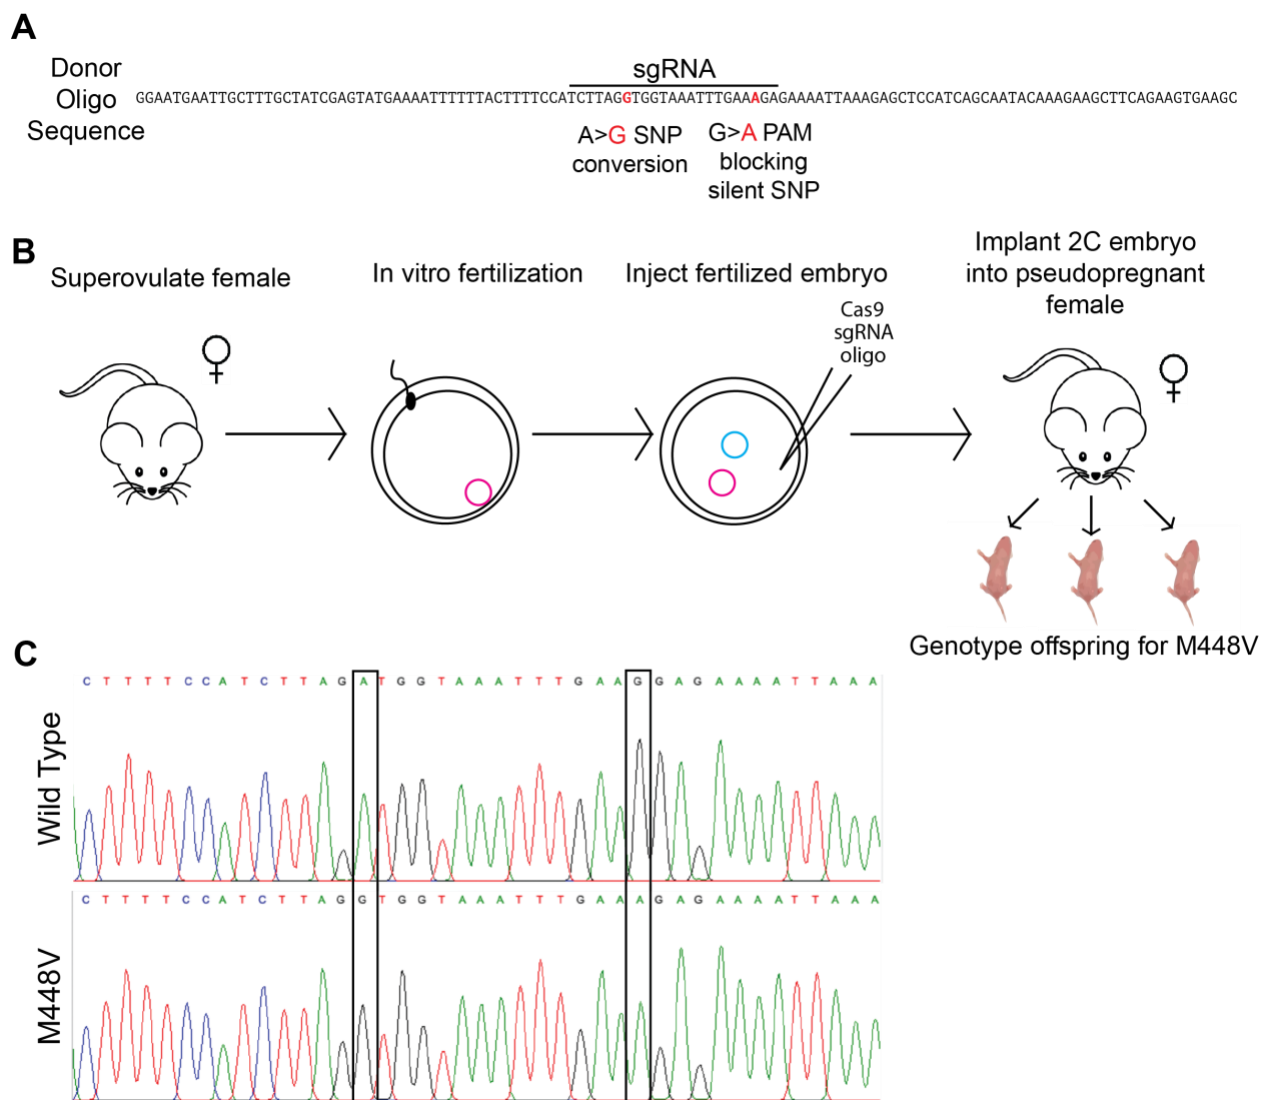 A
Donor
Oligo
Sequence
sgRNA
GGAATGAATTGCTTTGCTATCGAGTATGAAAATTTTTTACTTTTCCATCTTAGGTGGTAAATTTGAAAGAGAAAATTAAAGAGCTCCATCAGCAATACAAAGAAGCTTCAGAAGTGAAGC
A>G SNP
conversion
G>A PAM
blocking
silent SNP
B
Superovulate female
In vitro fertilization
Inject fertilized embryo
Cas9
sgRNA
oligo
Implant 2C embryo
into pseudopregnant
female
Genotype offspring for M448V
C
Wild Type
C T T T T C C A T C T T A G A T G G T A A A T T T G A A G G A G A A A A T T A A A
M448V
C T T T T C C A T C T T A G G T G G T A A A T T T G A A A G A G A A A A T T A A A